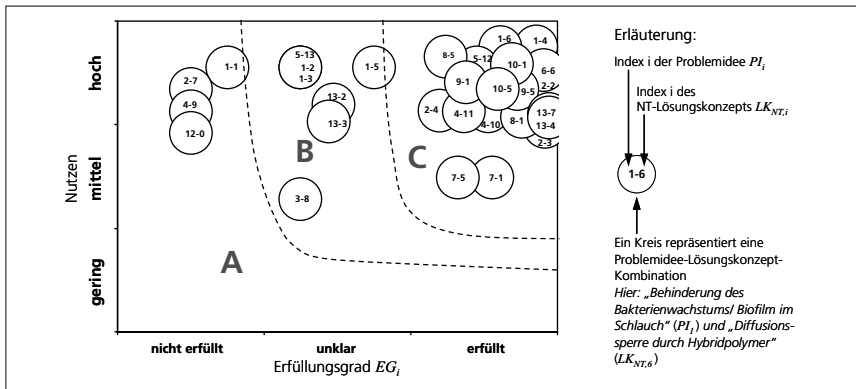 Nutzen
hoch
mittel
gering
1-1
2-7
4-9
12-0
5-13
1-2
1-3
1-5
13-2
13-3
3-8
1-6
1-4
8-5
5-12
10-1
6-6
2-2
9-1
10-5
9-5
2-4
4-11
4-10
8-1
13-7
13-4
2-3
7-5
7-1
A
B
C
nicht erfüllt
unklar
erfüllt
Erfüllungsgrad EGi
Erläuterung:
Index i der Problemidee PIi
Index i des
NT-Lösungskonzepts LKNT,i
1-6
Ein Kreis repräsentiert eine
Problemidee-Lösungskonzept-
Kombination
Hier: „Behinderung des
Bakterienwachstums/ Biofilm im
Schlauch“ (PI1) und „Diffusions-
sperre durch Hybridpolymer“
(LKNT,6)